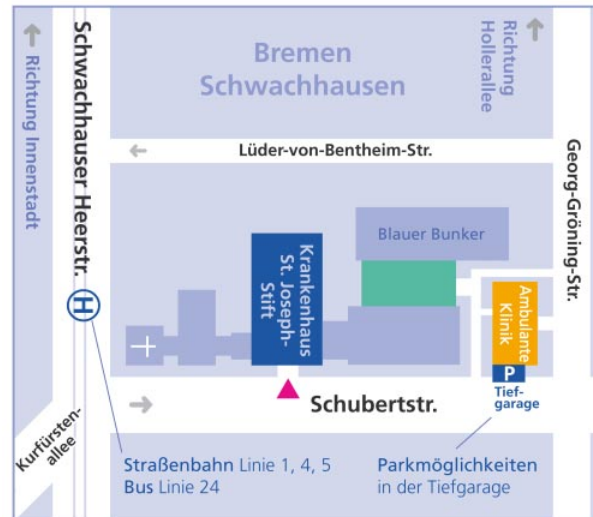 Bremen
Schwachhausen
Richtung
Hollerallee
Richtung Innenstadt
Schwachhauser Heerstr.
Lüder-von-Bentheim-Str.
Georg-Gröning-Str.
Blauer Bunker
Krankenhaus
St. Joseph-
Stift
Ambulante
Klinik
H
P
Tief-
garage
Schubertstr.
Kurfürsten-
allee
Straßenbahn Linie 1, 4, 5
Bus Linie 24
Parkmöglichkeiten
in der Tiefgarage